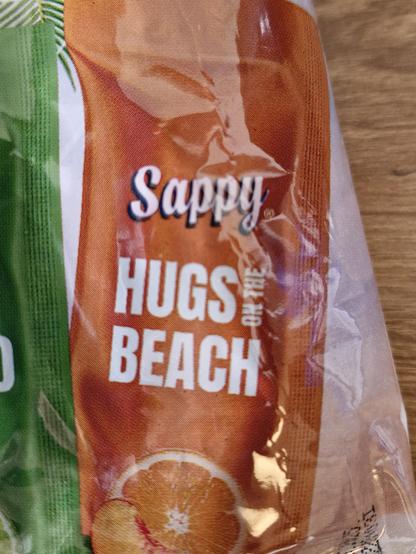 Sappy®
HUGS ON THE
BEACH